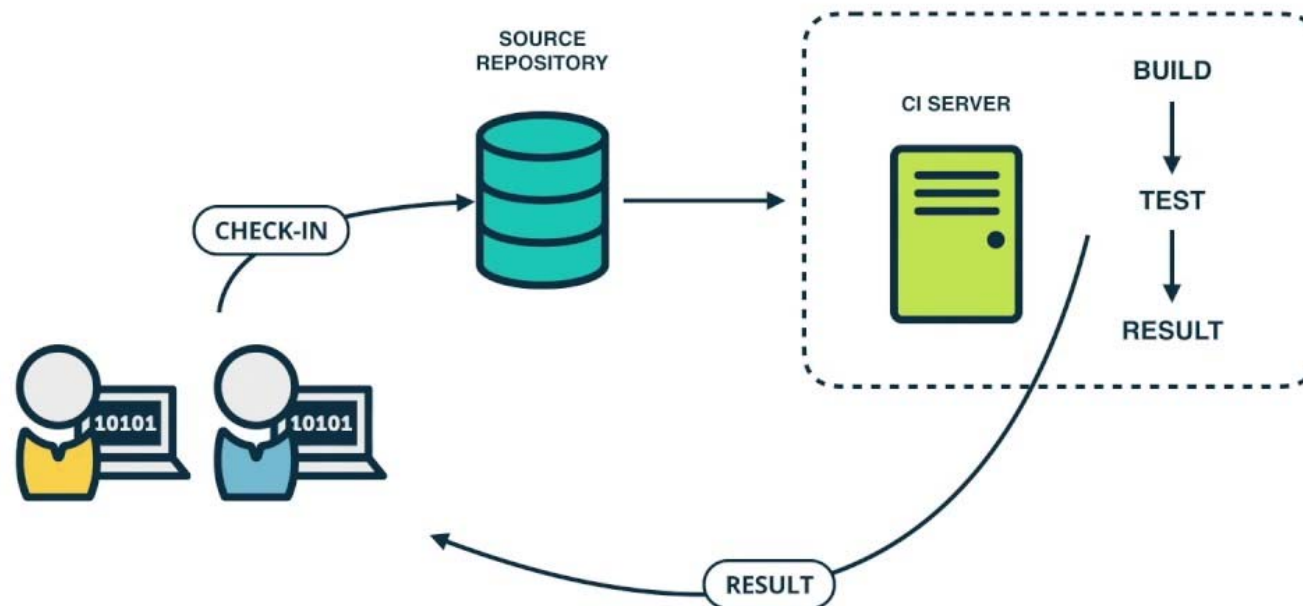 SOURCE
REPOSITORY
CI SERVER
BUILD
TEST
RESULT
CHECK-IN
10101
10101
RESULT